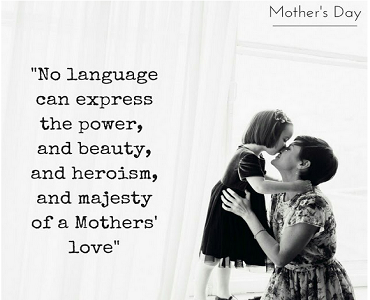 Mother's Day
"No language
can express
the power,
and beauty,
and heroism,
and majesty
of a Mothers'
love"